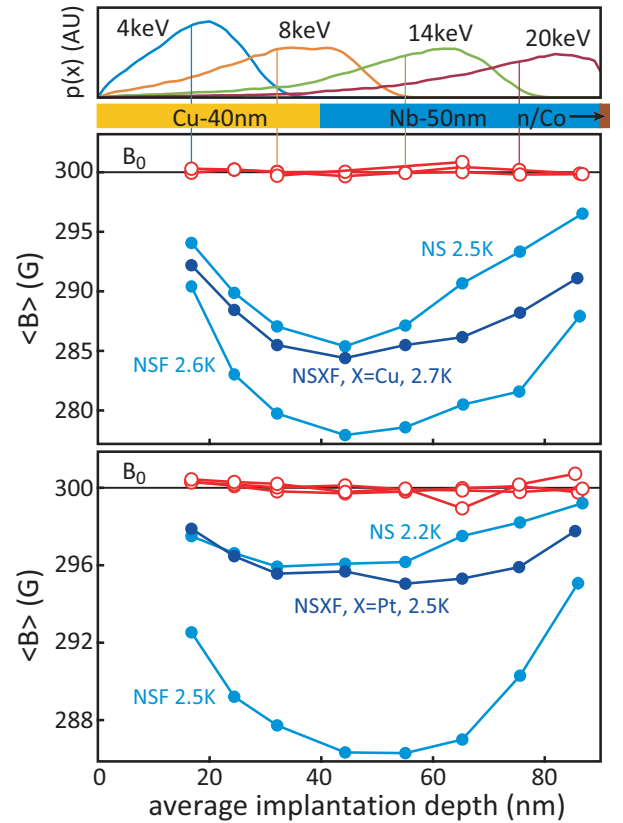 p(x) (AU)
4keV
8keV
14keV
20keV
Cu-40nm
Nb-50nm
n/Co
B0
300
295
290
285
280
<B> (G)
NS 2.5K
NSXF, X=Cu, 2.7K
NSF 2.6K
B0
300
296
292
288
<B> (G)
NS 2.2K
NSXF, X=Pt, 2.5K
NSF 2.5K
0
20
40
60
80
average implantation depth (nm)